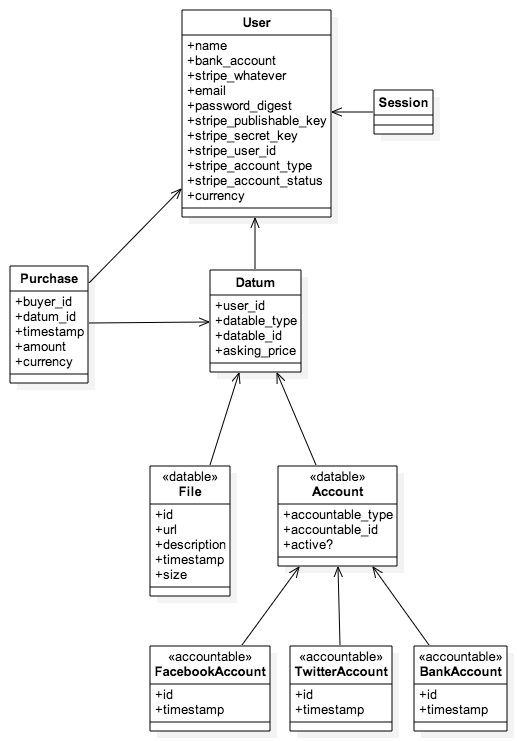 User
+name
+bank_account
+stripe_whatever
+email
+password_digest
+stripe_publishable_key
+stripe_secret_key
+stripe_user_id
+stripe_account_type
+stripe_account_status
+currency
Session
Purchase
+buyer_id
+datum_id
+timestamp
+amount
+currency
Datum
+user_id
+datable_type
+datable_id
+asking_price
«datable»
File
+id
+url
+description
+timestamp
+size
«datable»
Account
+accountable_type
+accountable_id
+active?
«accountable»
FacebookAccount
+id
+timestamp
«accountable»
TwitterAccount
+id
+timestamp
«accountable»
BankAccount
+id
+timestamp